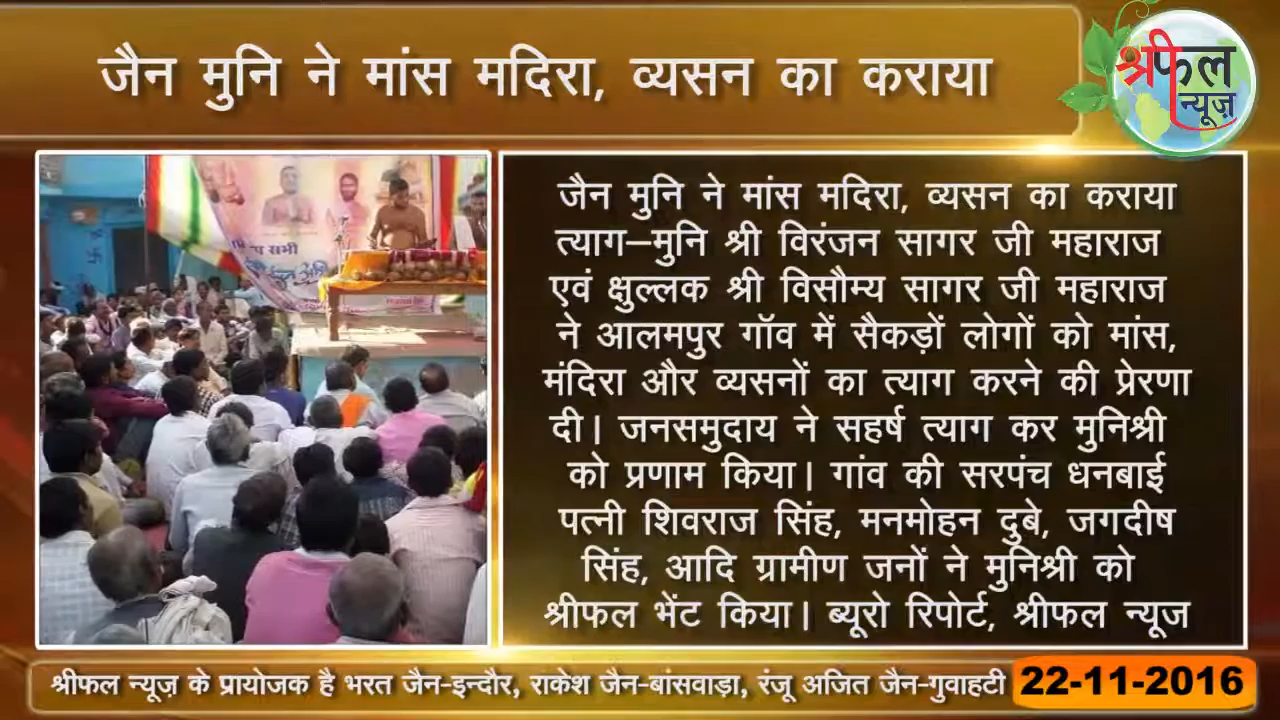 जैन मुनि ने मांस मदिरा, व्यसन का कराया
श्रीफल
न्यूज़
सभी
जैन मुनि ने मांस मदिरा, व्यसन का कराया
त्याग–मुनि श्री विरंजन सागर जी महाराज
एवं क्षुल्लक श्री विसौम्य सागर जी महाराज
ने आलमपुर गॉव में सैकड़ों लोगों को मांस,
मंदिरा और व्यसनों का त्याग करने की प्रेरणा
दी। जनसमुदाय ने सहर्ष त्याग कर मुनिश्री
को प्रणाम किया। गांव की सरपंच धनबाई
पत्नी शिवराज सिंह, मनमोहन दुबे, जगदीष
सिंह, आदि ग्रामीण जनों ने मुनिश्री को
श्रीफल भेंट किया। ब्यूरो रिपोर्ट, श्रीफल न्यूज
श्रीफल न्यूज़ के प्रायोजक है भरत जैन-इन्दौर, राकेश जैन-बांसवाड़ा, रंजू अजित जैन-गुवाहटी
22-11-2016